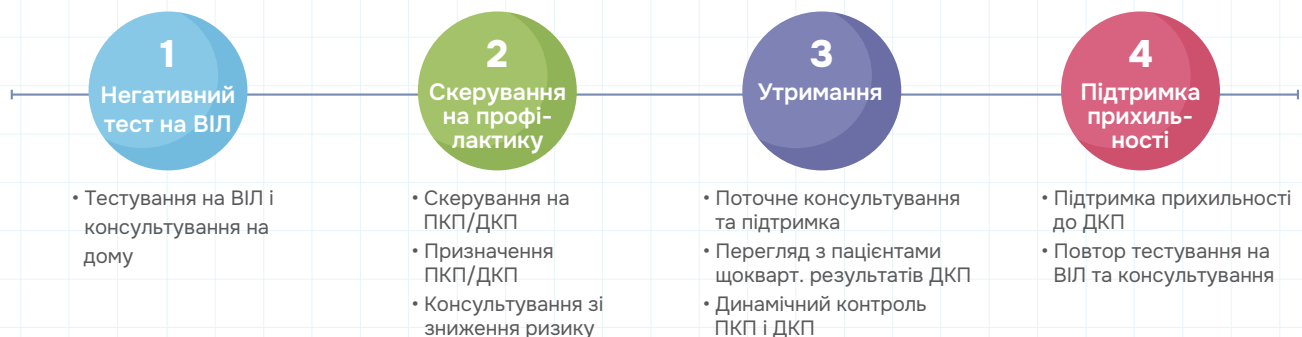 1
Негативний
тест на ВІЛ
• Тестування на ВІЛ і
консультування на
дому
2
Скерування
на профі-
лактику
• Скерування на
ПКП/ДКП
• Призначення
ПКП/ДКП
• Консультування зі
зниження ризику
3
Утримання
• Поточне консультування
та підтримка
• Перегляд з пацієнтами
щокварт. результатів ДКП
• Динамічний контроль
ПКП і ДКП
4
Підтримка
прихиль-
ності
• Підтримка прихильності
до ДКП
• Повтор тестування на
ВІЛ та консультування